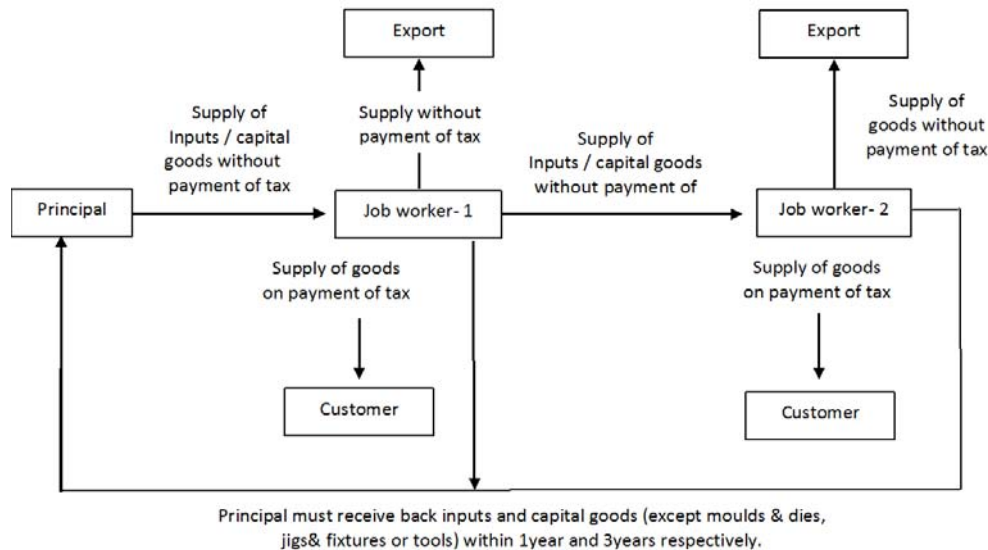 Export
Export
Supply without
payment of tax
Supply of
goods without
payment of tax
Supply of
Inputs / capital
goods without
payment of tax
Supply of
Inputs / capital goods
without payment of
Principal
Job worker- 1
Job worker- 2
Supply of goods
on payment of tax
Supply of goods
on payment of tax
Customer
Customer
Principal must receive back inputs and capital goods (except moulds & dies,
jigs& fixtures or tools) within 1year and 3years respectively.